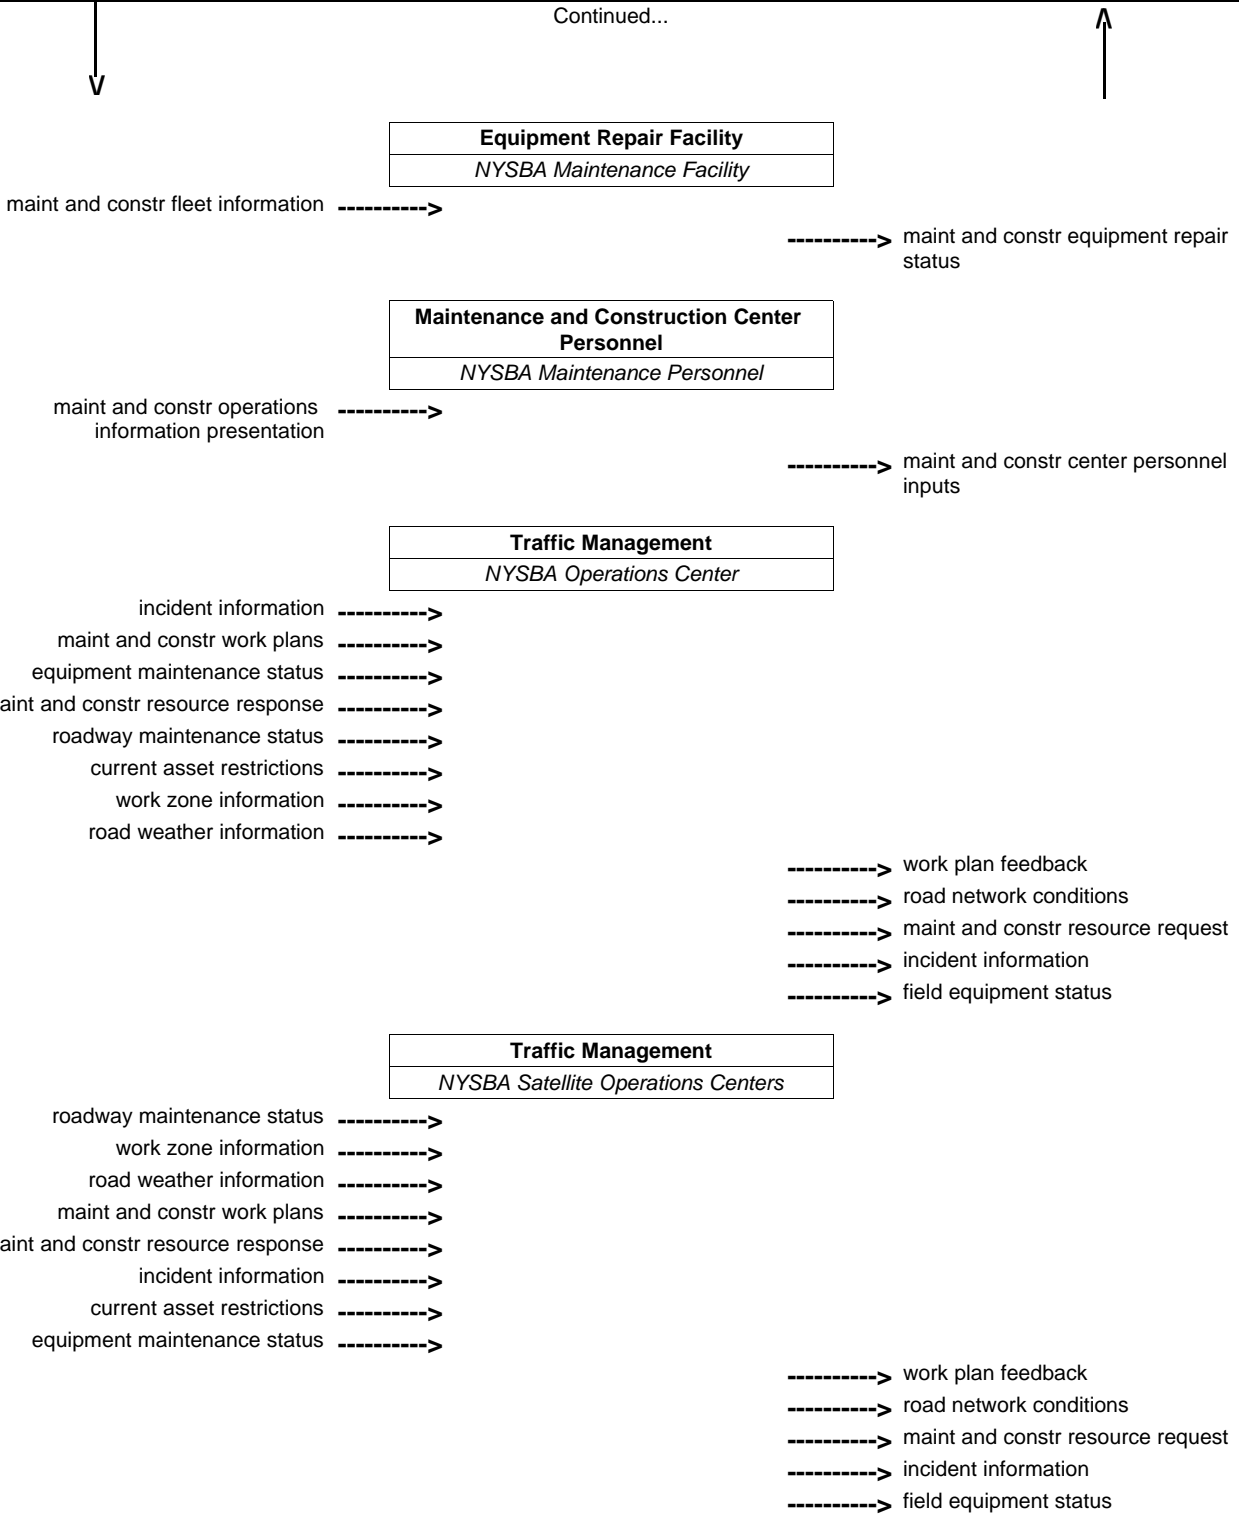 Continued...
Equipment Repair Facility
NYSBA Maintenance Facility
maint and constr fleet information
maint and constr equipment repair
status
Maintenance and Construction Center
Personnel
NYSBA Maintenance Personnel
maint and constr operations
information presentation
maint and constr center personnel
inputs
Traffic Management
NYSBA Operations Center
incident information
maint and constr work plans
equipment maintenance status
aint and constr resource response
roadway maintenance status
current asset restrictions
work zone information
road weather information
work plan feedback
road network conditions
maint and constr resource request
incident information
field equipment status
Traffic Management
NYSBA Satellite Operations Centers
roadway maintenance status
work zone information
road weather information
maint and constr work plans
aint and constr resource response
incident information
current asset restrictions
equipment maintenance status
work plan feedback
road network conditions
maint and constr resource request
incident information
field equipment status